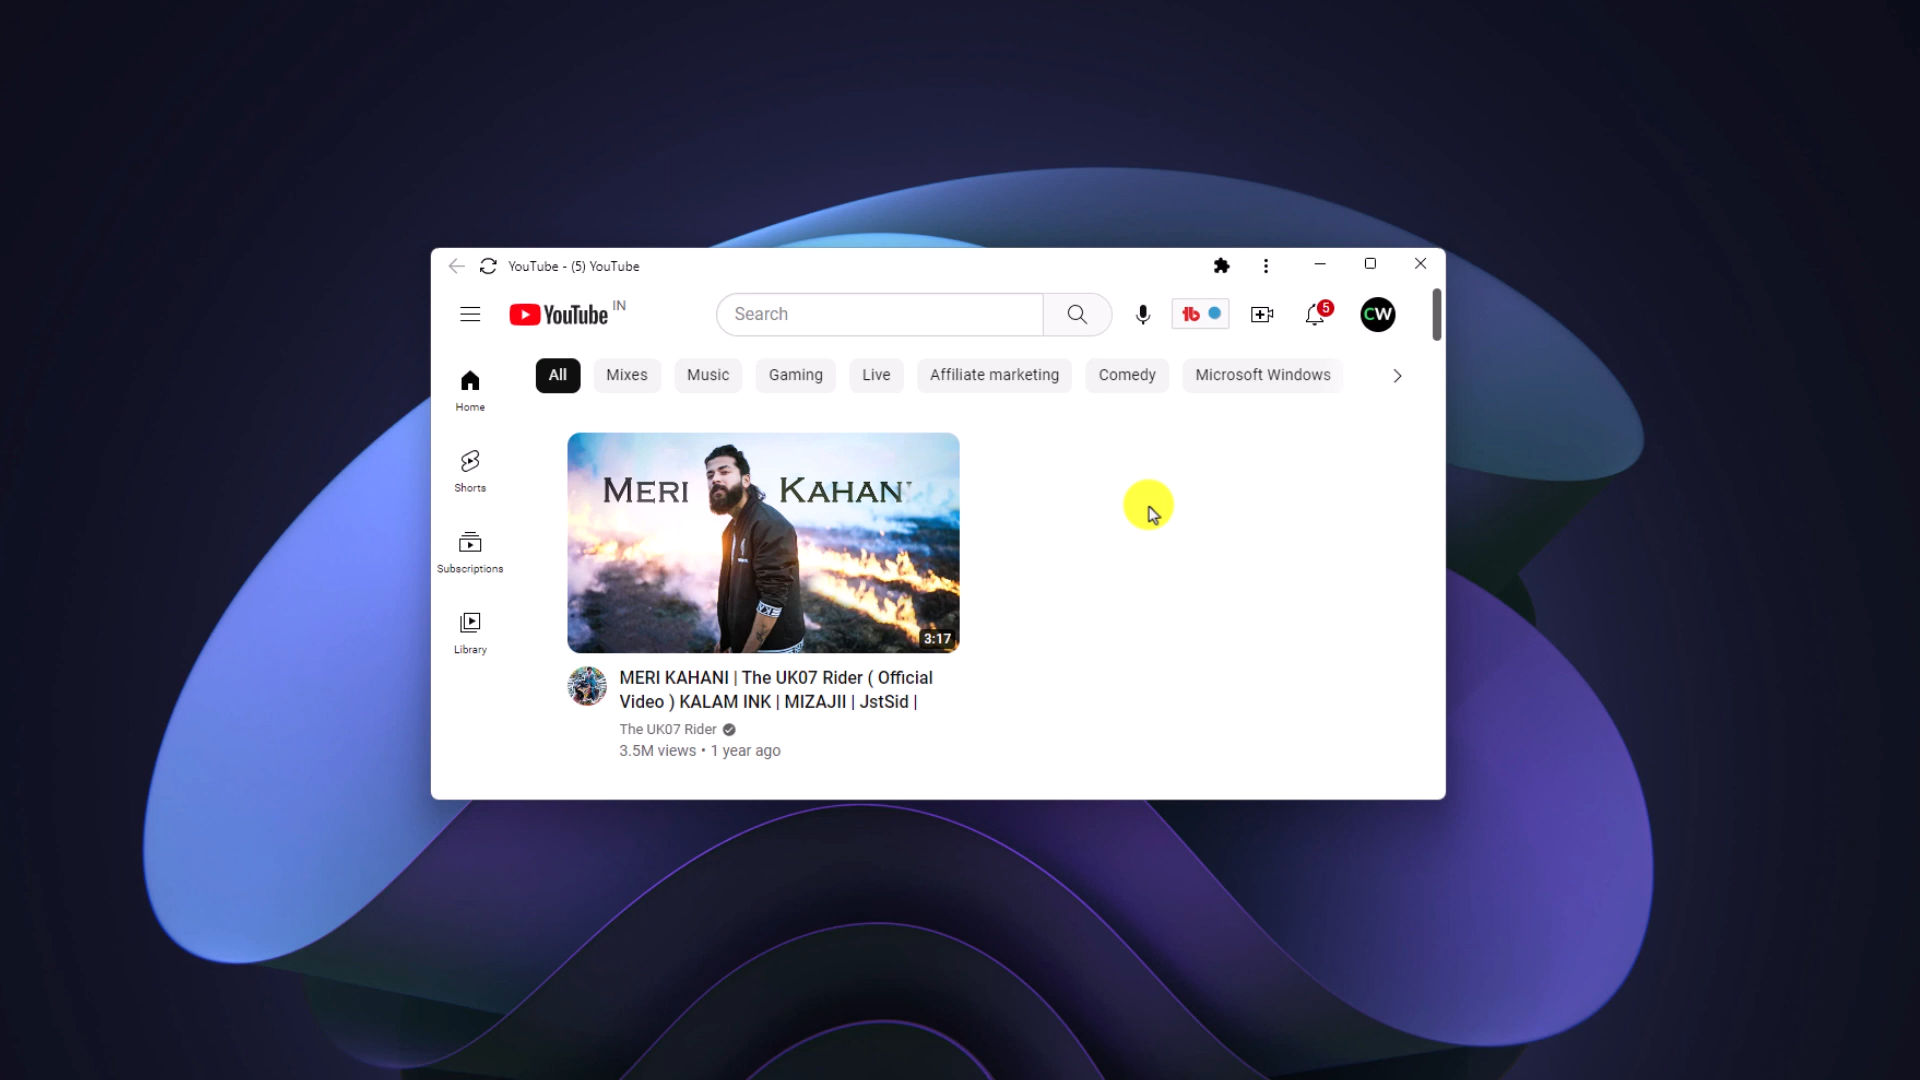 YouTube - (5) YouTube
YouTube IN
Search
tb
5
CW
All
Mixes
Music
Gaming
Live
Affiliate marketing
Comedy
Microsoft Windows
Home
Shorts
Subscriptions
Library
MERI KAHANI
3:17
MERI KAHANI | The UK07 Rider ( Official
Video ) KALAM INK | MIZAJII | JstSid |
The UK07 Rider
3.5M views • 1 year ago